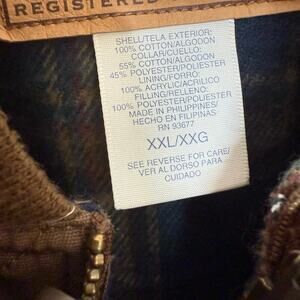 REGISTERED
SHELL/TELA EXTERIOR:
100% COTTON/ALGODON
COLLAR/CUELLO:
55% COTTON/ALGODON
45% POLYESTER/POLIESTER
LINING/FORRO:
100% ACRYLIC/ACRILICO
FILLING/RELLENO:
100% POLYESTER/POLIESTER
MADE IN PHILIPPINES/
HECHO EN FILIPINAS
RN 93677
XXL/XXG
SEE REVERSE FOR CARE/
VER AL DORSO PARA
CUIDADO